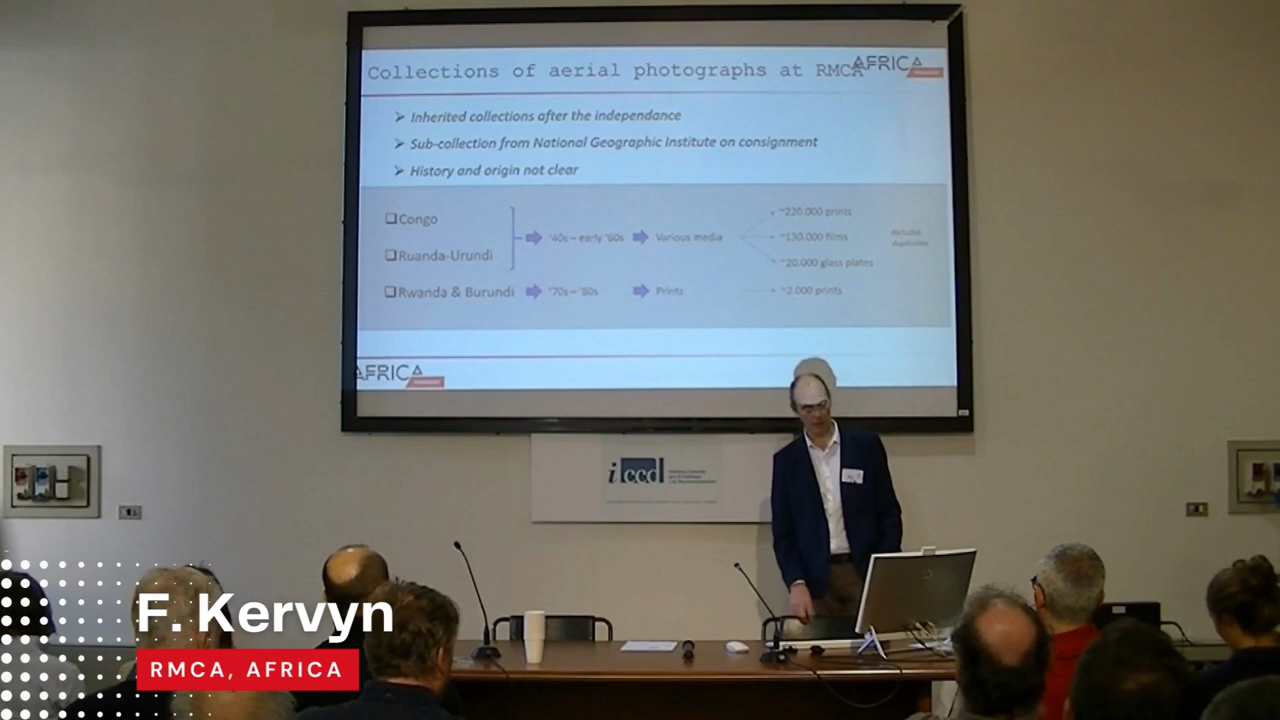 Collections of aerial photographs at RMCA
AFRICA
➢ Inherited collections after the independance
➢ Sub-collection from National Geographic Institute on consignment
➢ History and origin not clear
❑Congo
❑Ruanda-Urundi
'40s – early '60s
Various media
~220.000 prints
~130.000 films
~20.000 glass plates
includes
duplicates
❑Rwanda & Burundi
'70s – '80s
Prints
~2.000 prints
AFRICA
iccd
F. Kervyn
RMCA, AFRICA